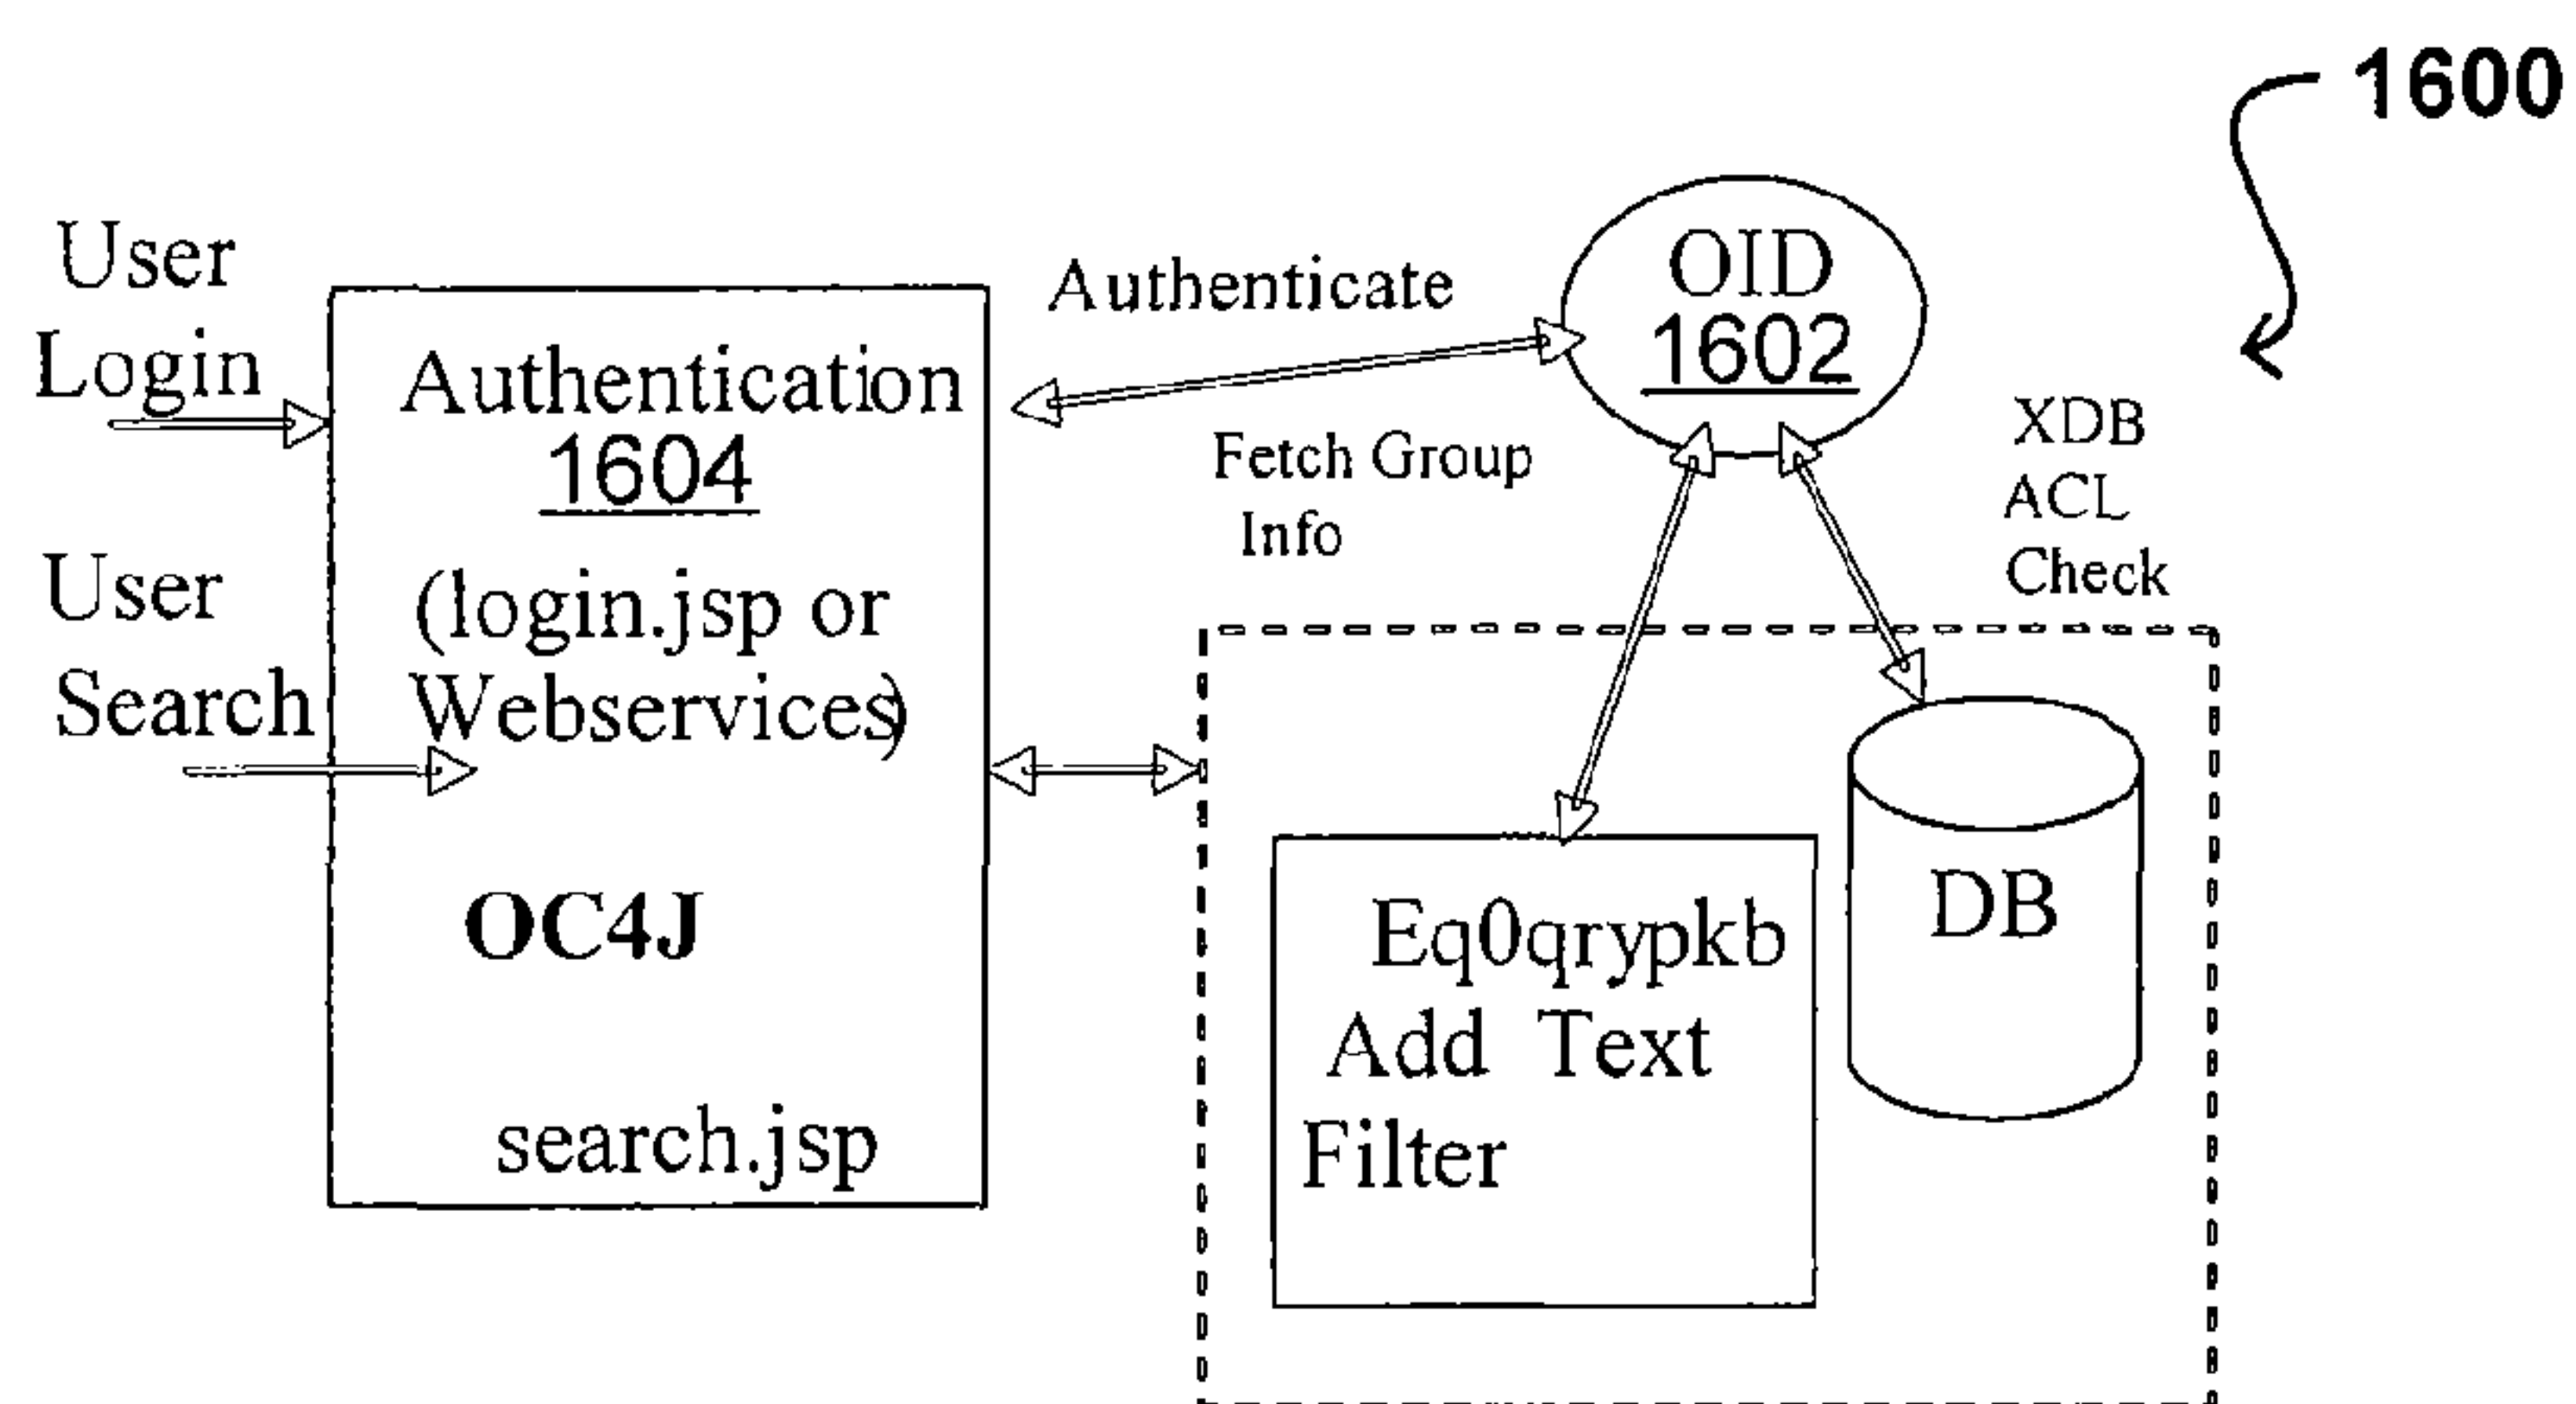 1600
User
Login
User
Search
Authentication
1604
(login.jsp or
Webservices)
OC4J
search.jsp
Authenticate
OID
1602
Fetch Group
Info
XDB
ACL
Check
Eq0qrypkb
Add Text
Filter
DB